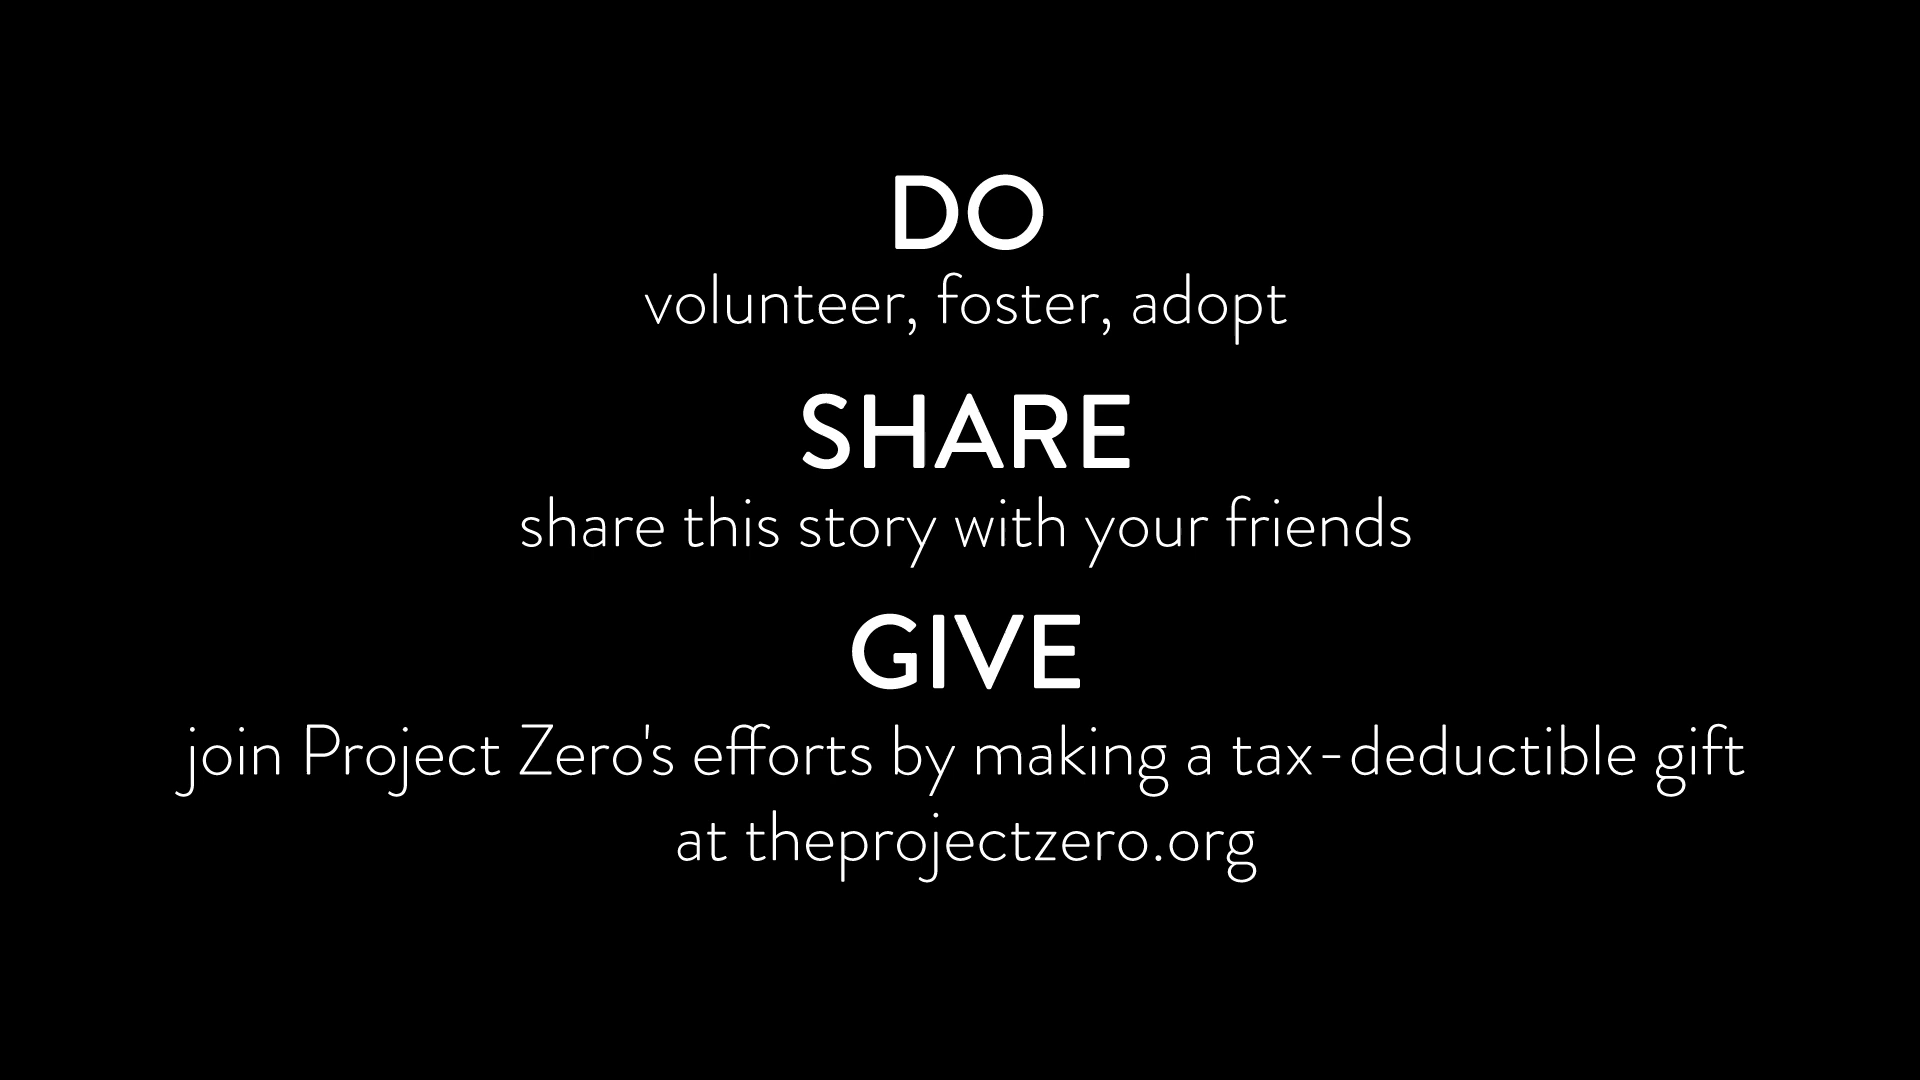 DO
volunteer, foster, adopt
SHARE
share this story with your friends
GIVE
join Project Zero's efforts by making a tax-deductible gift
at theprojectzero.org